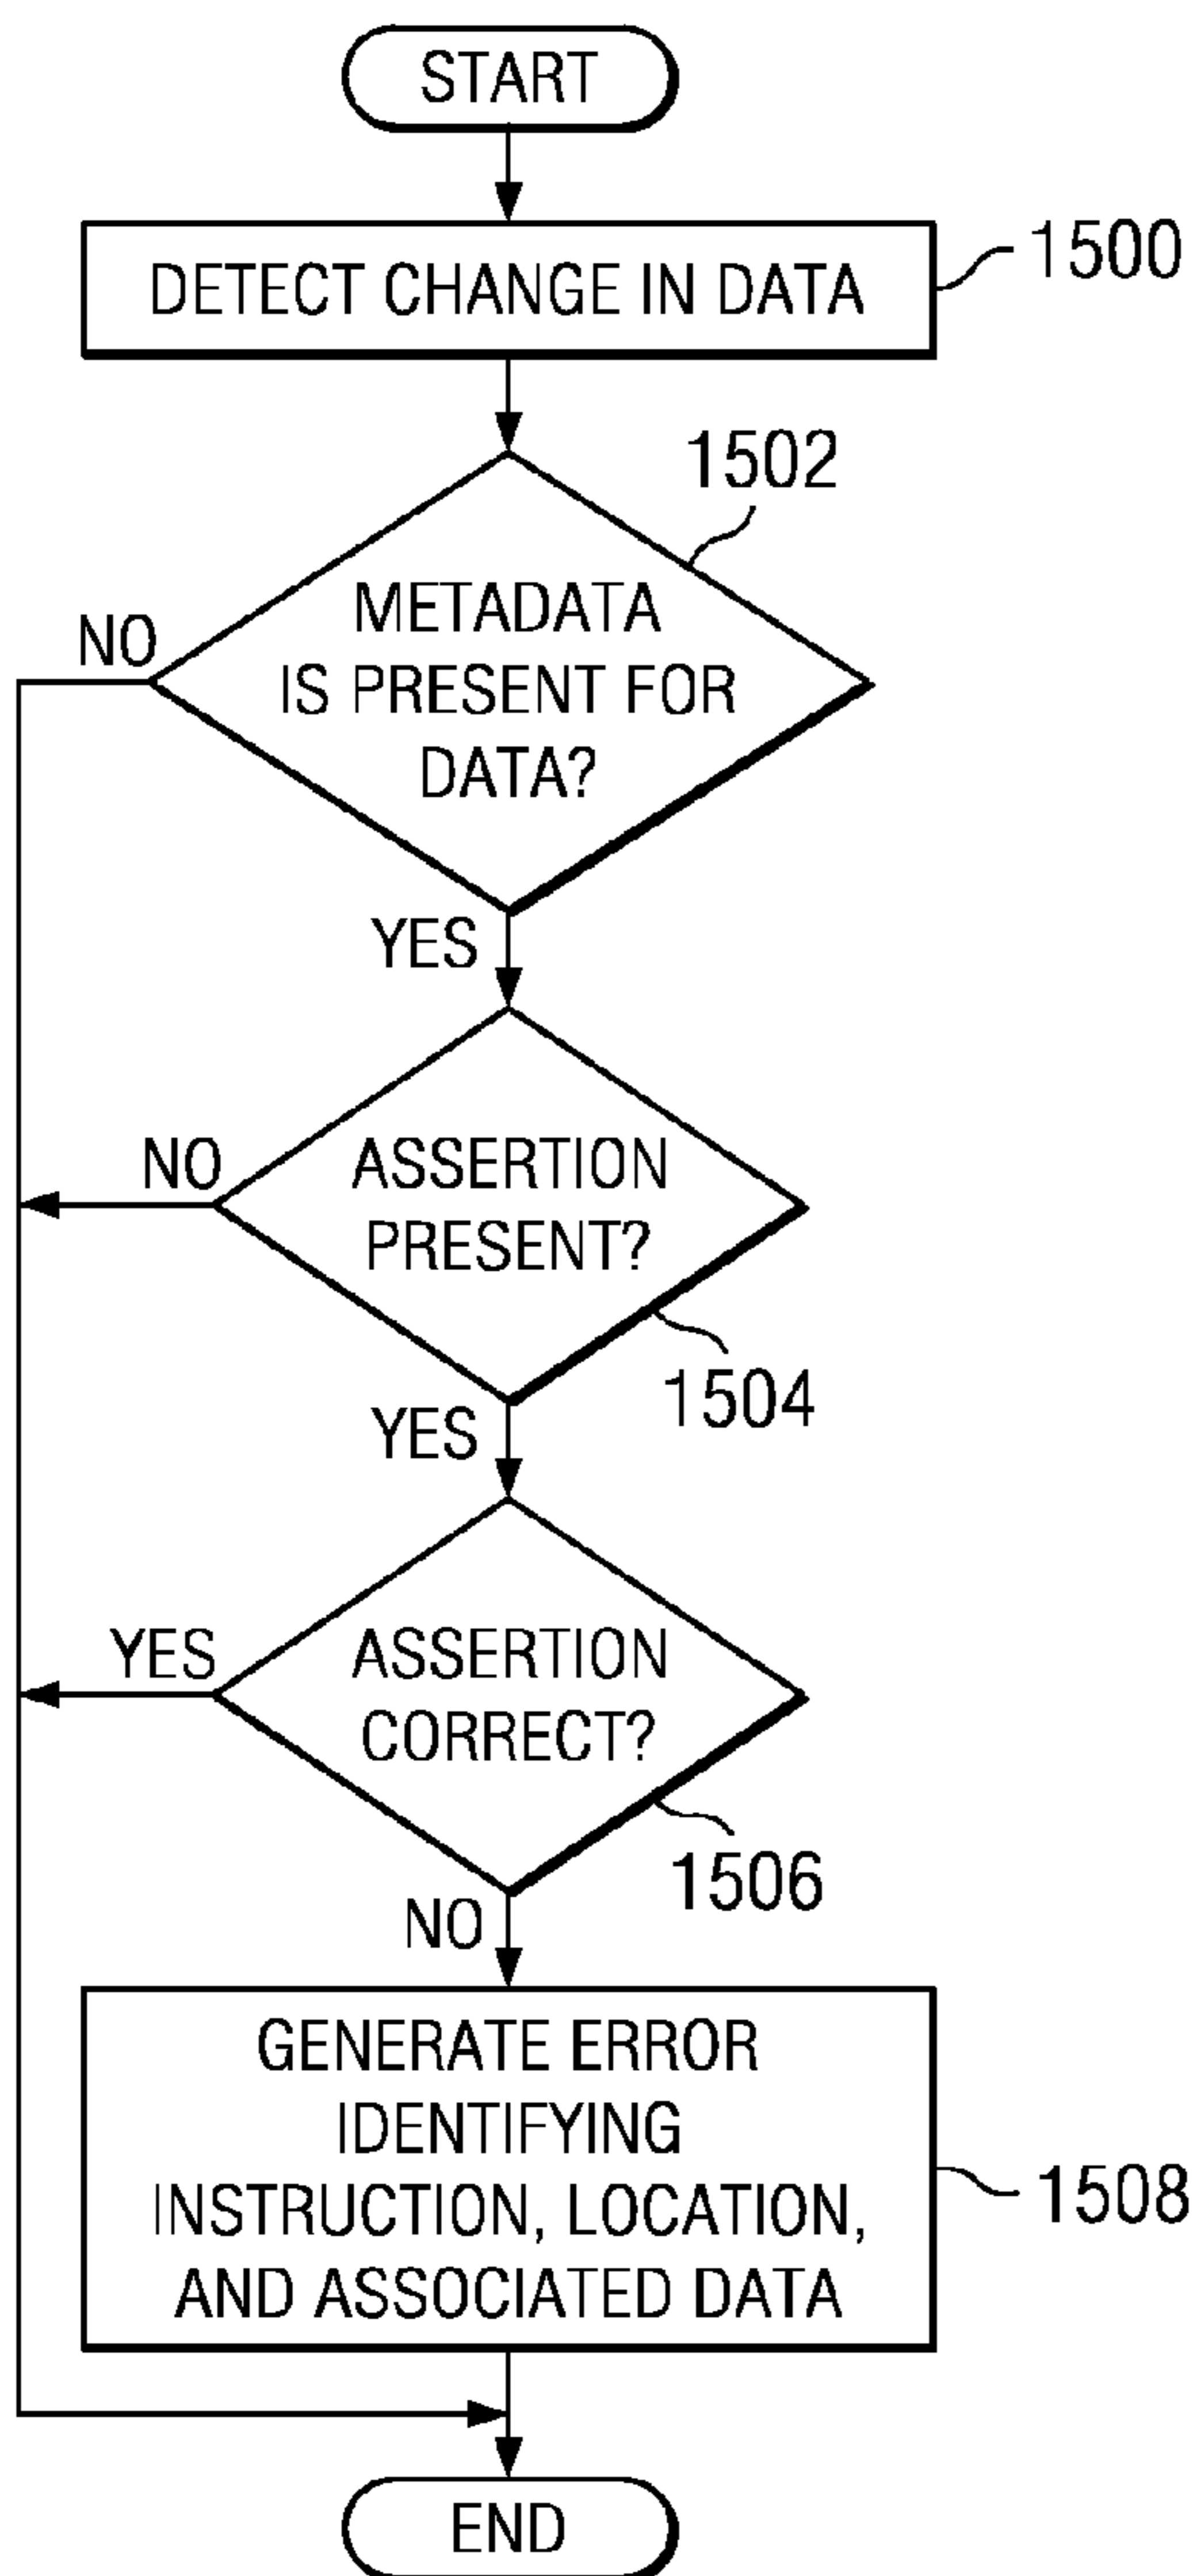 START
DETECT CHANGE IN DATA
1500
1502
METADATA
IS PRESENT FOR
DATA?
NO
YES
ASSERTION
PRESENT?
NO
1504
YES
ASSERTION
CORRECT?
YES
1506
NO
GENERATE ERROR
IDENTIFYING
INSTRUCTION, LOCATION,
AND ASSOCIATED DATA
1508
END